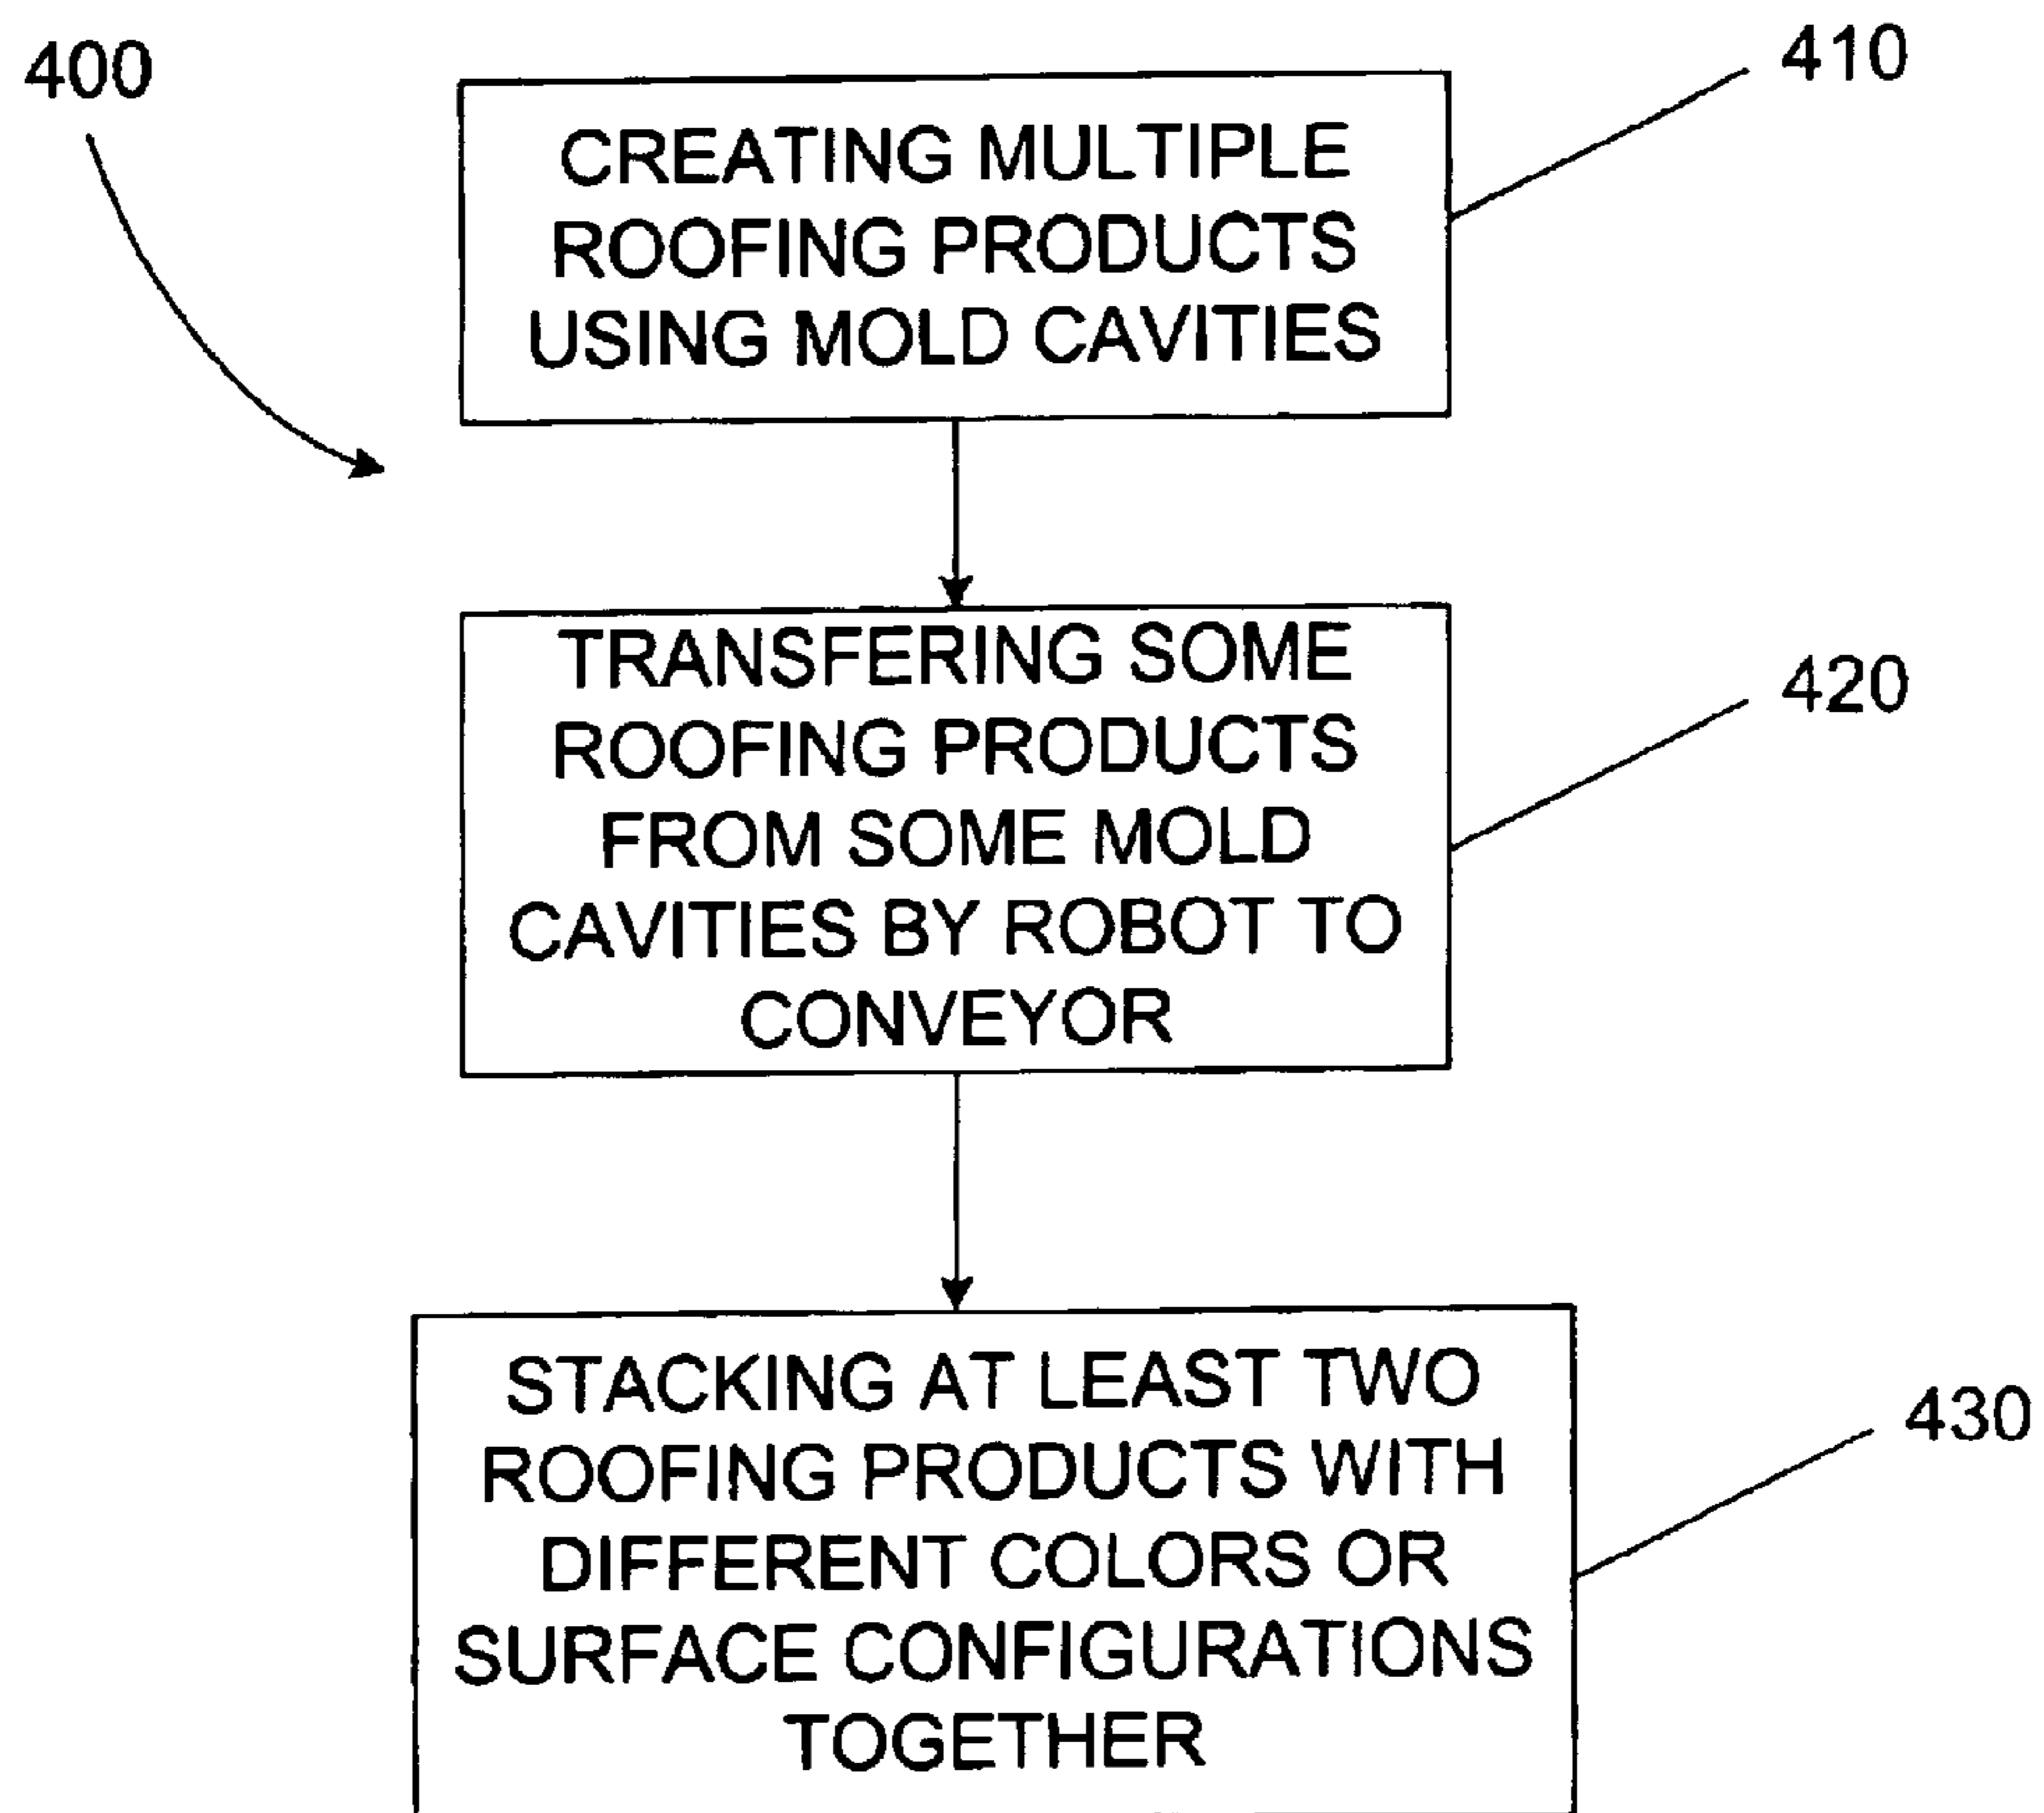 400
410
CREATING MULTIPLE
ROOFING PRODUCTS
USING MOLD CAVITIES
TRANSFERING SOME
ROOFING PRODUCTS
FROM SOME MOLD
CAVITIES BY ROBOT TO
CONVEYOR
420
STACKING AT LEAST TWO
ROOFING PRODUCTS WITH
DIFFERENT COLORS OR
SURFACE CONFIGURATIONS
TOGETHER
430